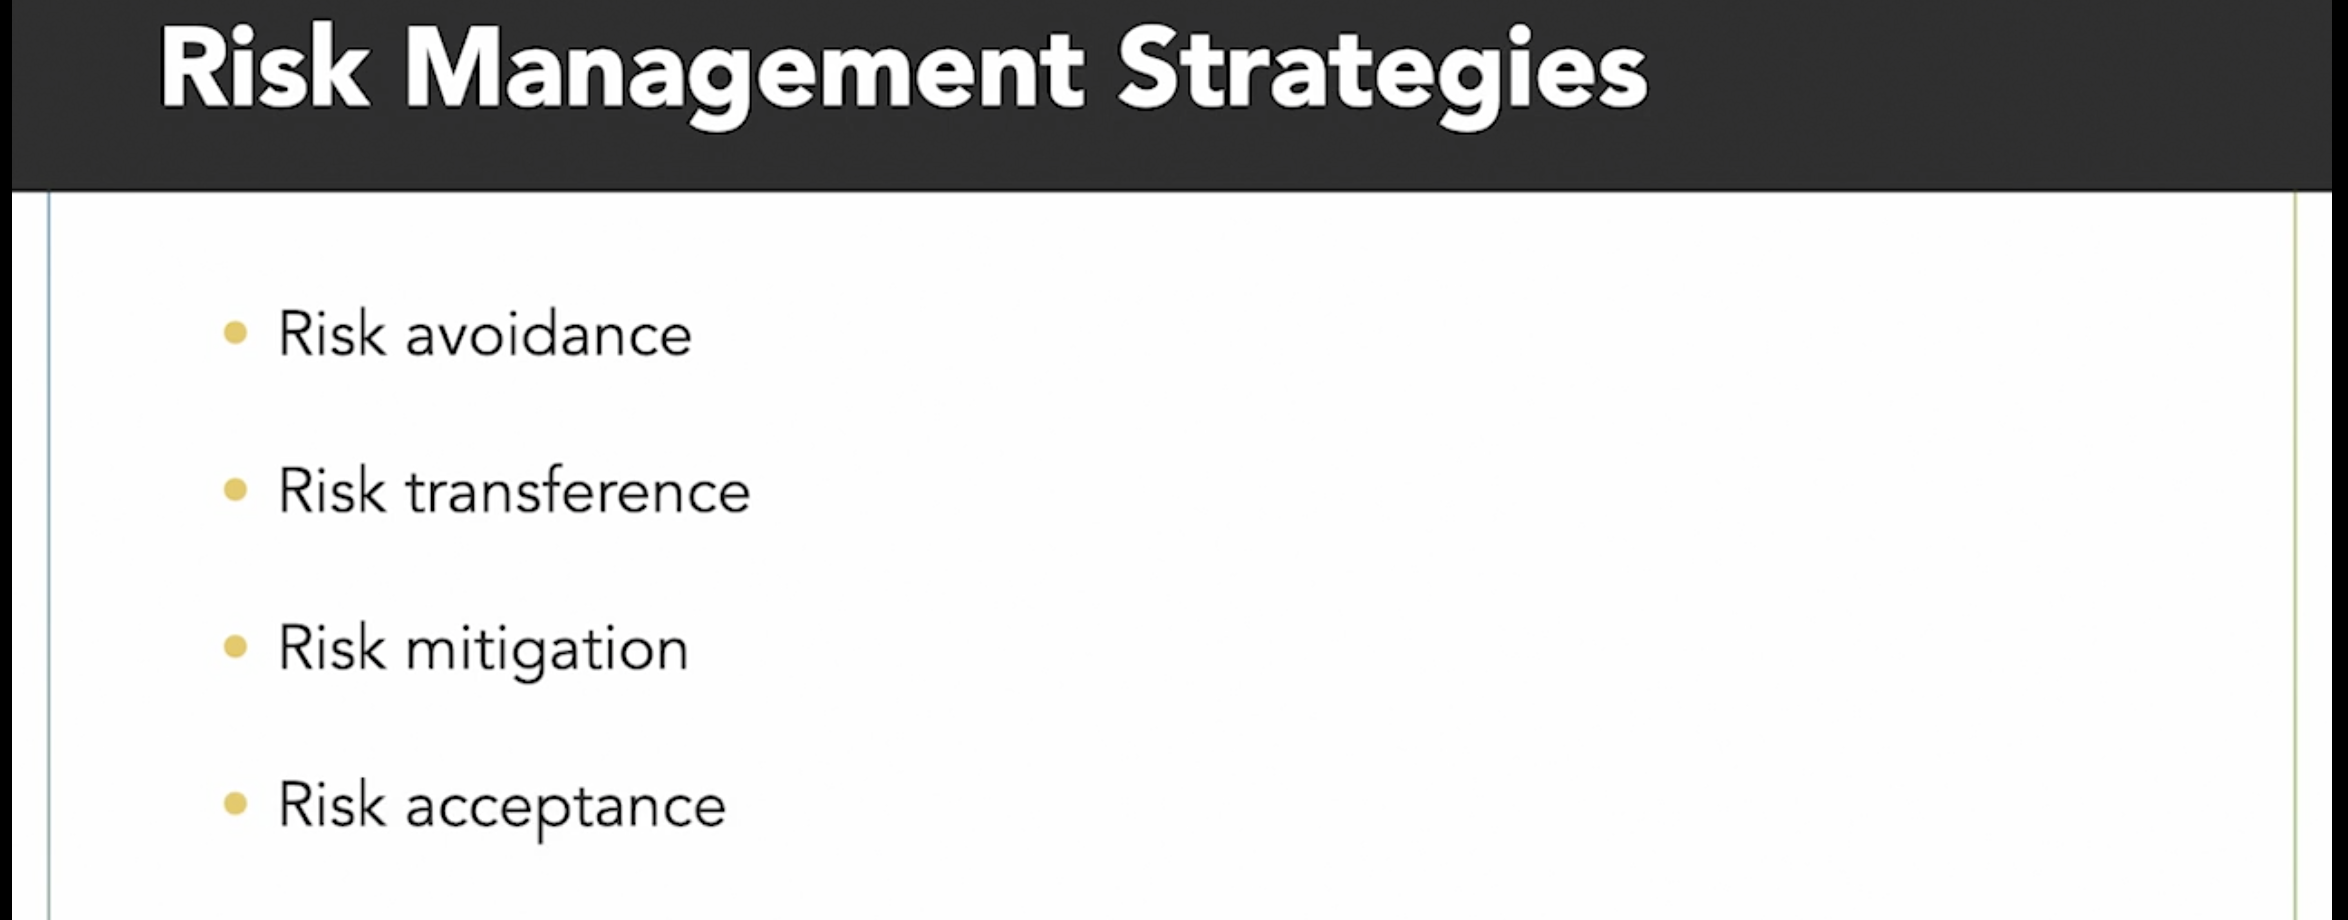 Risk Management Strategies
Risk avoidance
Risk transference
Risk mitigation
Risk acceptance